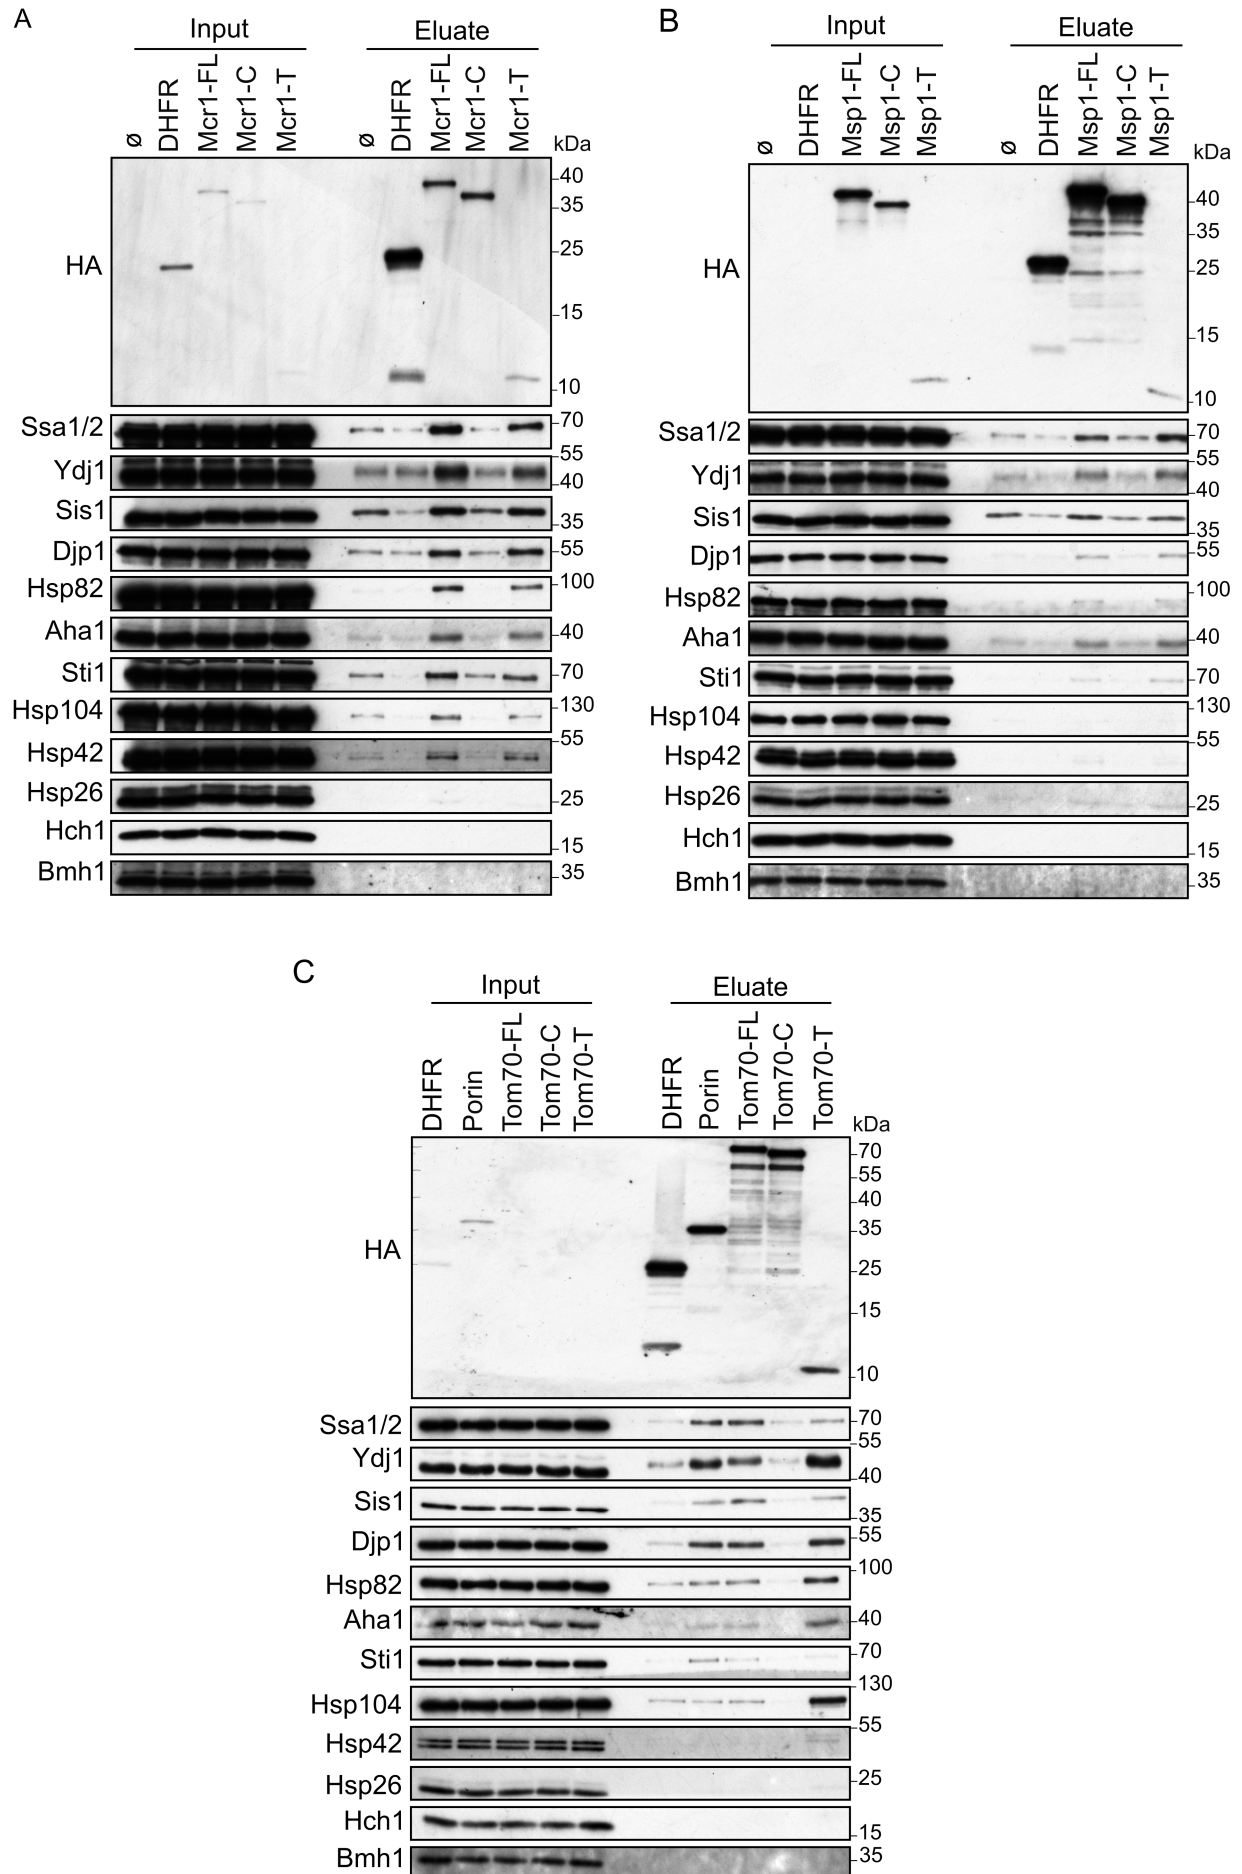 A
Input
Eluate
ø
DHFR
Mcr1-FL
Mcr1-C
Mcr1-T
ø
DHFR
Mcr1-FL
Mcr1-C
Mcr1-T
kDa
HA
40
35
25
15
10
Ssa1/2
70
Ydj1
55
40
Sis1
35
Djp1
55
Hsp82
100
Aha1
40
Sti1
70
Hsp104
130
Hsp42
55
Hsp26
25
Hch1
15
Bmh1
35
B
Input
Eluate
ø
DHFR
Msp1-FL
Msp1-C
Msp1-T
ø
DHFR
Msp1-FL
Msp1-C
Msp1-T
kDa
HA
40
35
25
15
10
Ssa1/2
70
Ydj1
55
40
Sis1
35
Djp1
55
Hsp82
100
Aha1
40
Sti1
70
Hsp104
130
Hsp42
55
Hsp26
25
Hch1
15
Bmh1
35
C
Input
Eluate
DHFR
Porin
Tom70-FL
Tom70-C
Tom70-T
DHFR
Porin
Tom70-FL
Tom70-C
Tom70-T
kDa
HA
70
55
40
35
25
15
10
Ssa1/2
70
Ydj1
55
40
Sis1
35
Djp1
55
Hsp82
100
Aha1
40
Sti1
70
Hsp104
130
Hsp42
55
Hsp26
25
Hch1
15
Bmh1
35